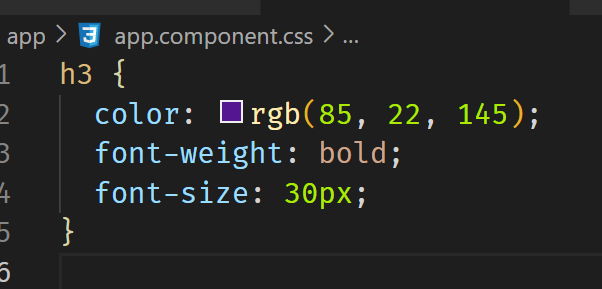 app > app.component.css > ...
1 h3 {
2   color: rgb(85, 22, 145);
3   font-weight: bold;
4   font-size: 30px;
5 }
6